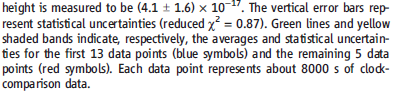 height is measured to be (4.1 ± 1.6) × 10⁻¹⁷. The vertical error bars rep-
resent statistical uncertainties (reduced χ² = 0.87). Green lines and yellow
shaded bands indicate, respectively, the averages and statistical uncertain-
ties for the first 13 data points (blue symbols) and the remaining 5 data
points (red symbols). Each data point represents about 8000 s of clock-
comparison data.